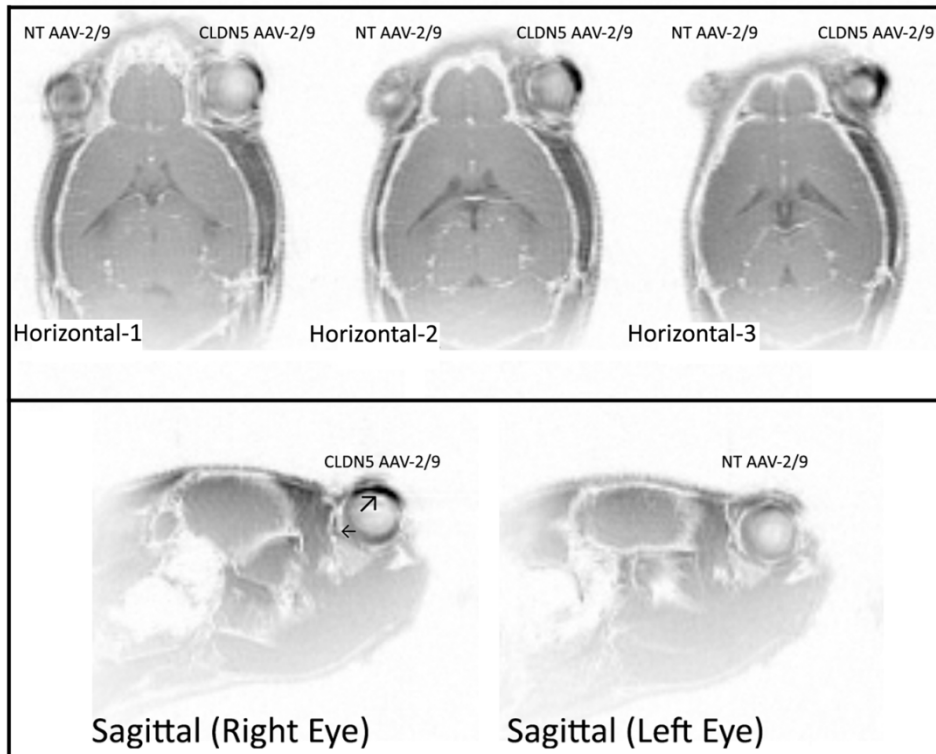 NT AAV-2/9 CLDN5 AAV-2/9 NT AAV-2/9 CLDN5 AAV-2/9 NT AAV-2/9 CLDN5 AAV-2/9
Horizontal-1 Horizontal-2 Horizontal-3
CLDN5 AAV-2/9 NT AAV-2/9
Sagittal (Right Eye) Sagittal (Left Eye)